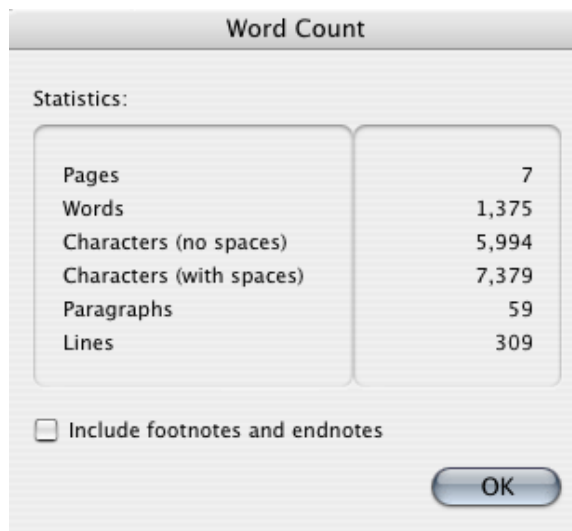 Word Count
Statistics:
Pages 7
Words 1,375
Characters (no spaces) 5,994
Characters (with spaces) 7,379
Paragraphs 59
Lines 309
Include footnotes and endnotes
OK